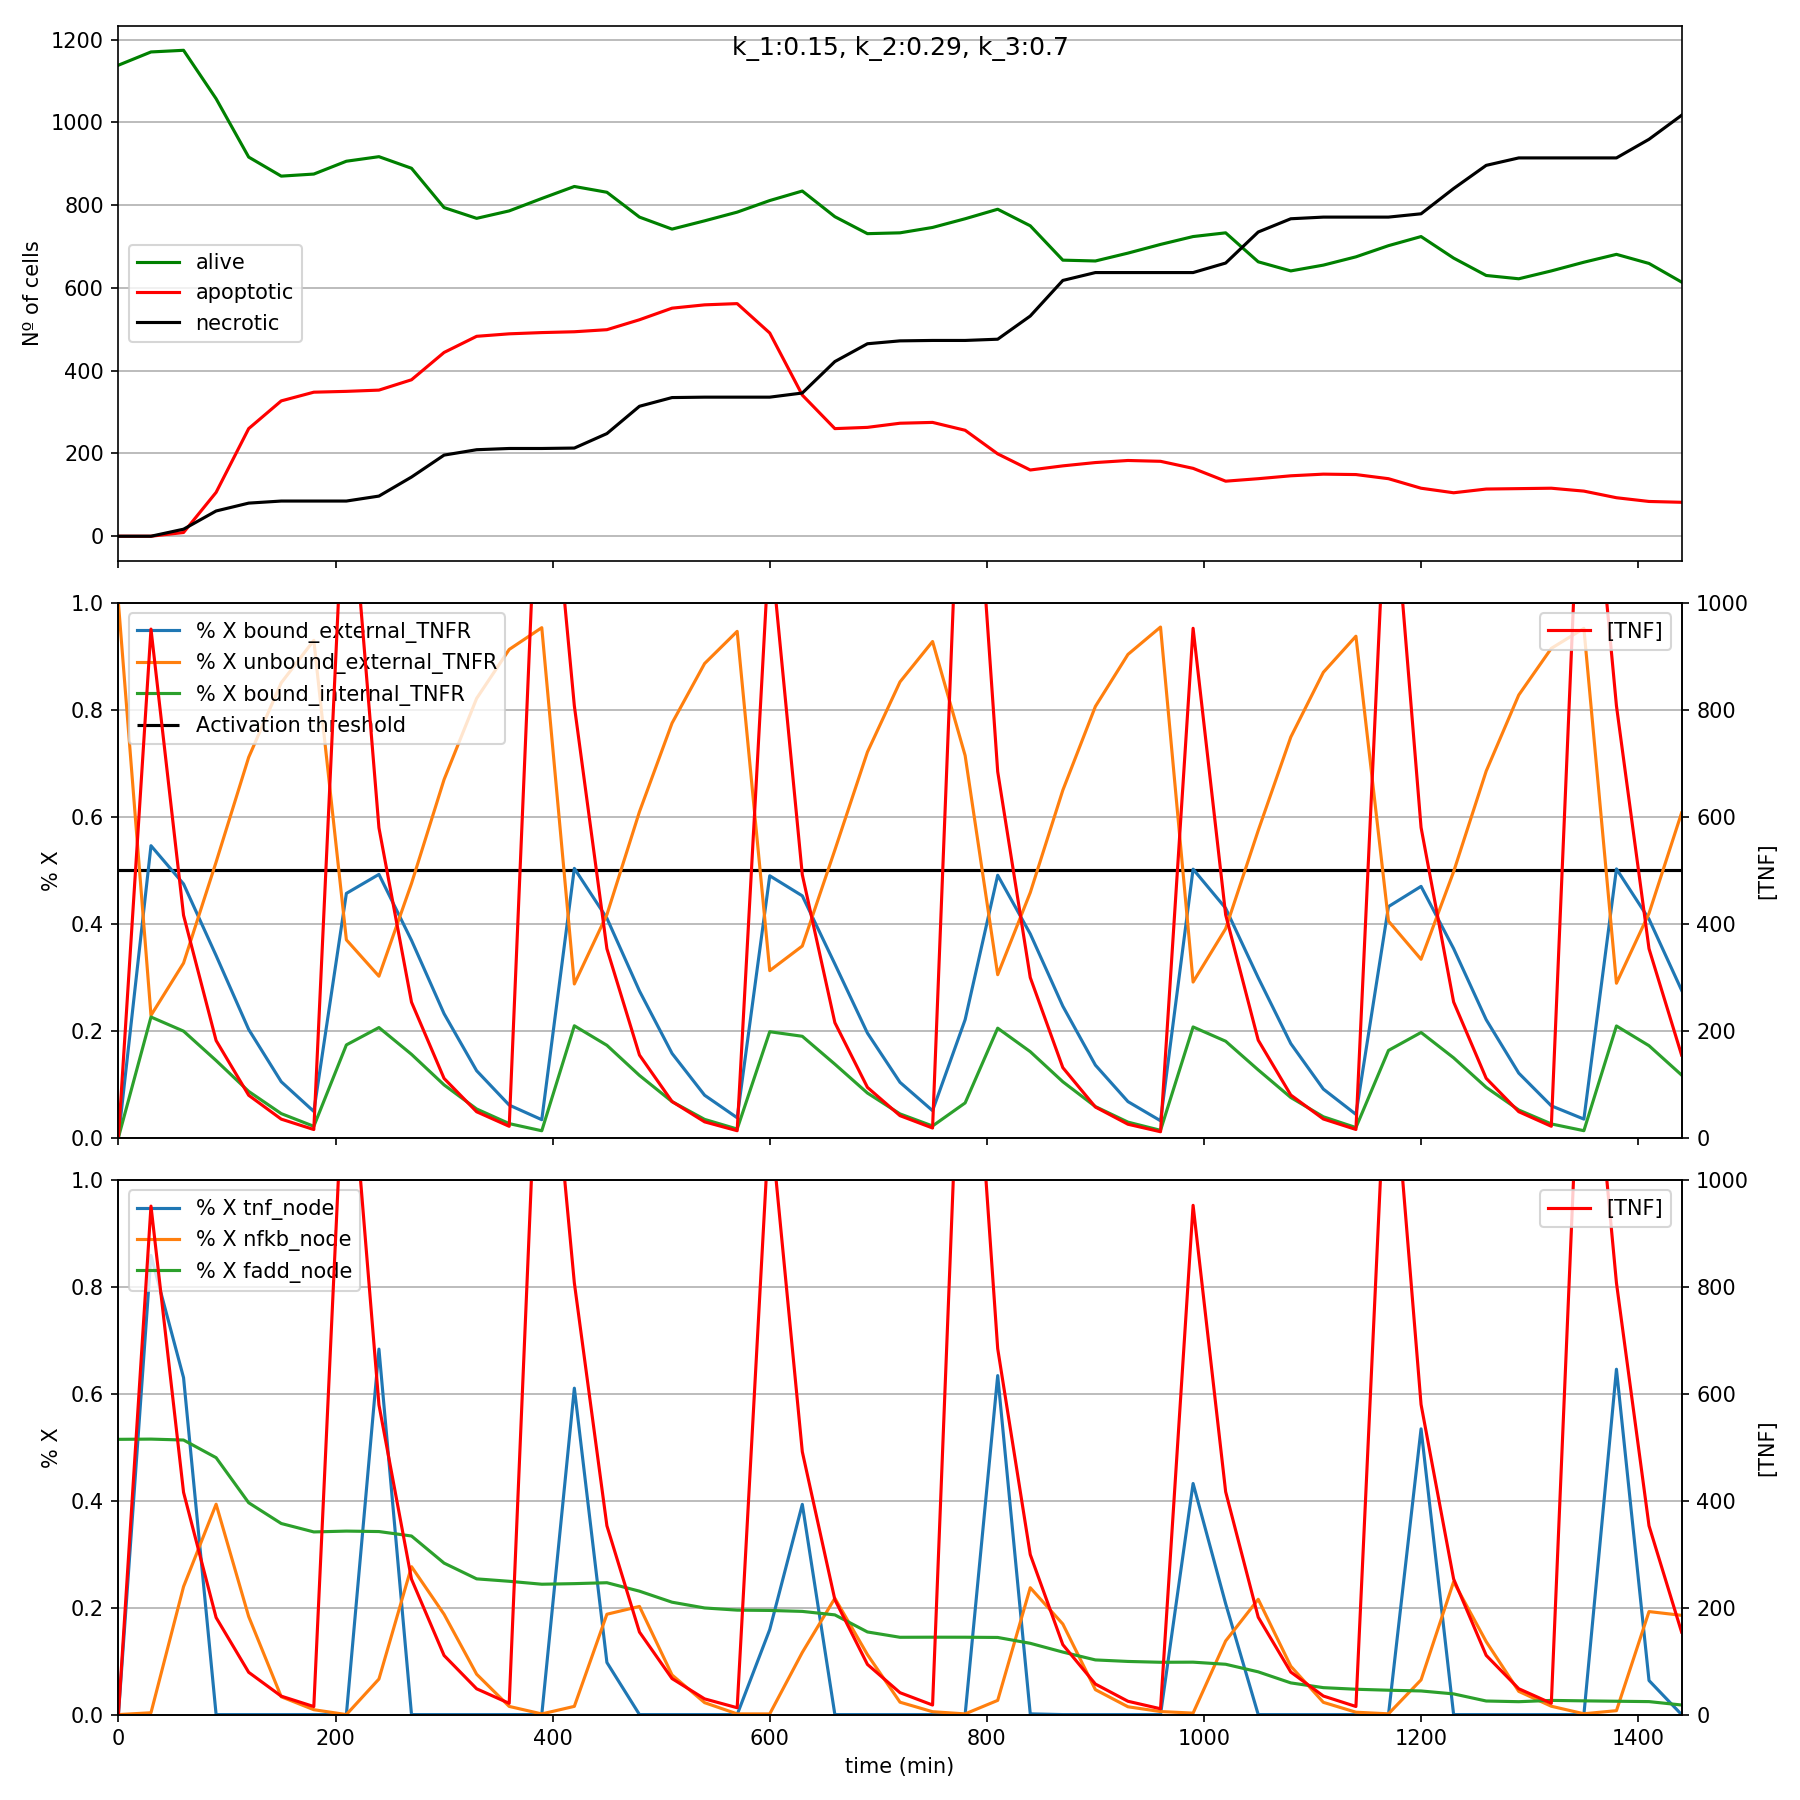 k_1:0.15, k_2:0.29, k_3:0.7
1200
1000
800
600
400
200
0
Nº of cells
alive
apoptotic
necrotic
1.0
0.8
0.6
0.4
0.2
0.0
% X
% X bound_external_TNFR
% X unbound_external_TNFR
% X bound_internal_TNFR
Activation threshold
[TNF]
1000
800
600
400
200
0
[TNF]
1.0
0.8
0.6
0.4
0.2
0.0
% X
% X tnf_node
% X nfkb_node
% X fadd_node
[TNF]
1000
800
600
400
200
0
[TNF]
0 200 400 600 800 1000 1200 1400
time (min)